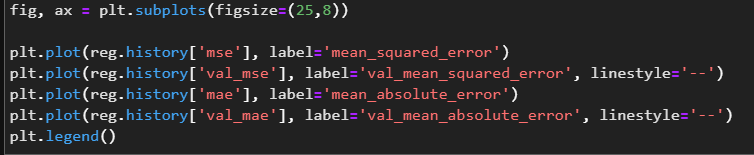 fig, ax = plt.subplots(figsize=(25,8))
plt.plot(reg.history['mse'], label='mean_squared_error')
plt.plot(reg.history['val_mse'], label='val_mean_squared_error', linestyle='--')
plt.plot(reg.history['mae'], label='mean_absolute_error')
plt.plot(reg.history['val_mae'], label='val_mean_absolute_error', linestyle='--')
plt.legend()